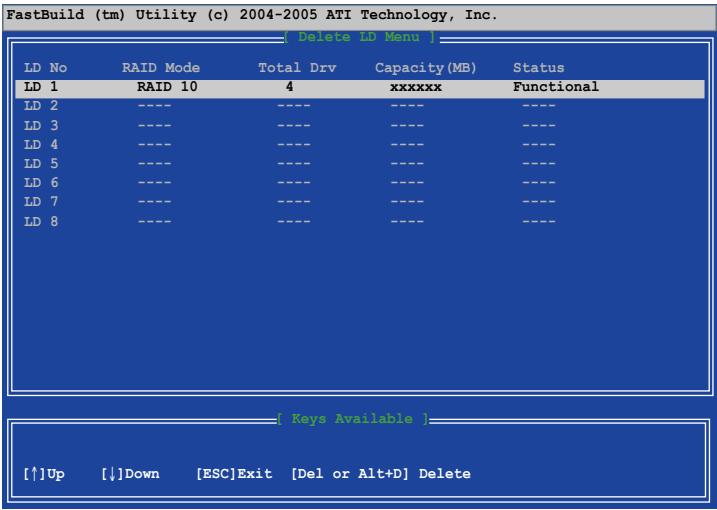 FastBuild (tm) Utility (c) 2004-2005 ATI Technology, Inc.
[ Delete LD Menu ]
LD No RAID Mode Total Drv Capacity(MB) Status
LD 1 RAID 10 4 xxxxxx Functional
LD 2 ---- ---- ---- ----
LD 3 ---- ---- ---- ----
LD 4 ---- ---- ---- ----
LD 5 ---- ---- ---- ----
LD 6 ---- ---- ---- ----
LD 7 ---- ---- ---- ----
LD 8 ---- ---- ---- ----
[ Keys Available ]
[↑]Up [↓]Down [ESC]Exit [Del or Alt+D] Delete